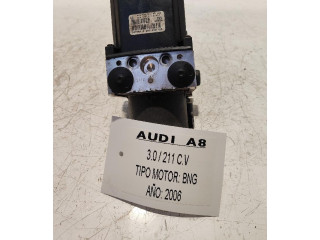 AUDI A8
3.0 / 211 C.V
TIPO MOTOR: BNG
AÑO: 2006